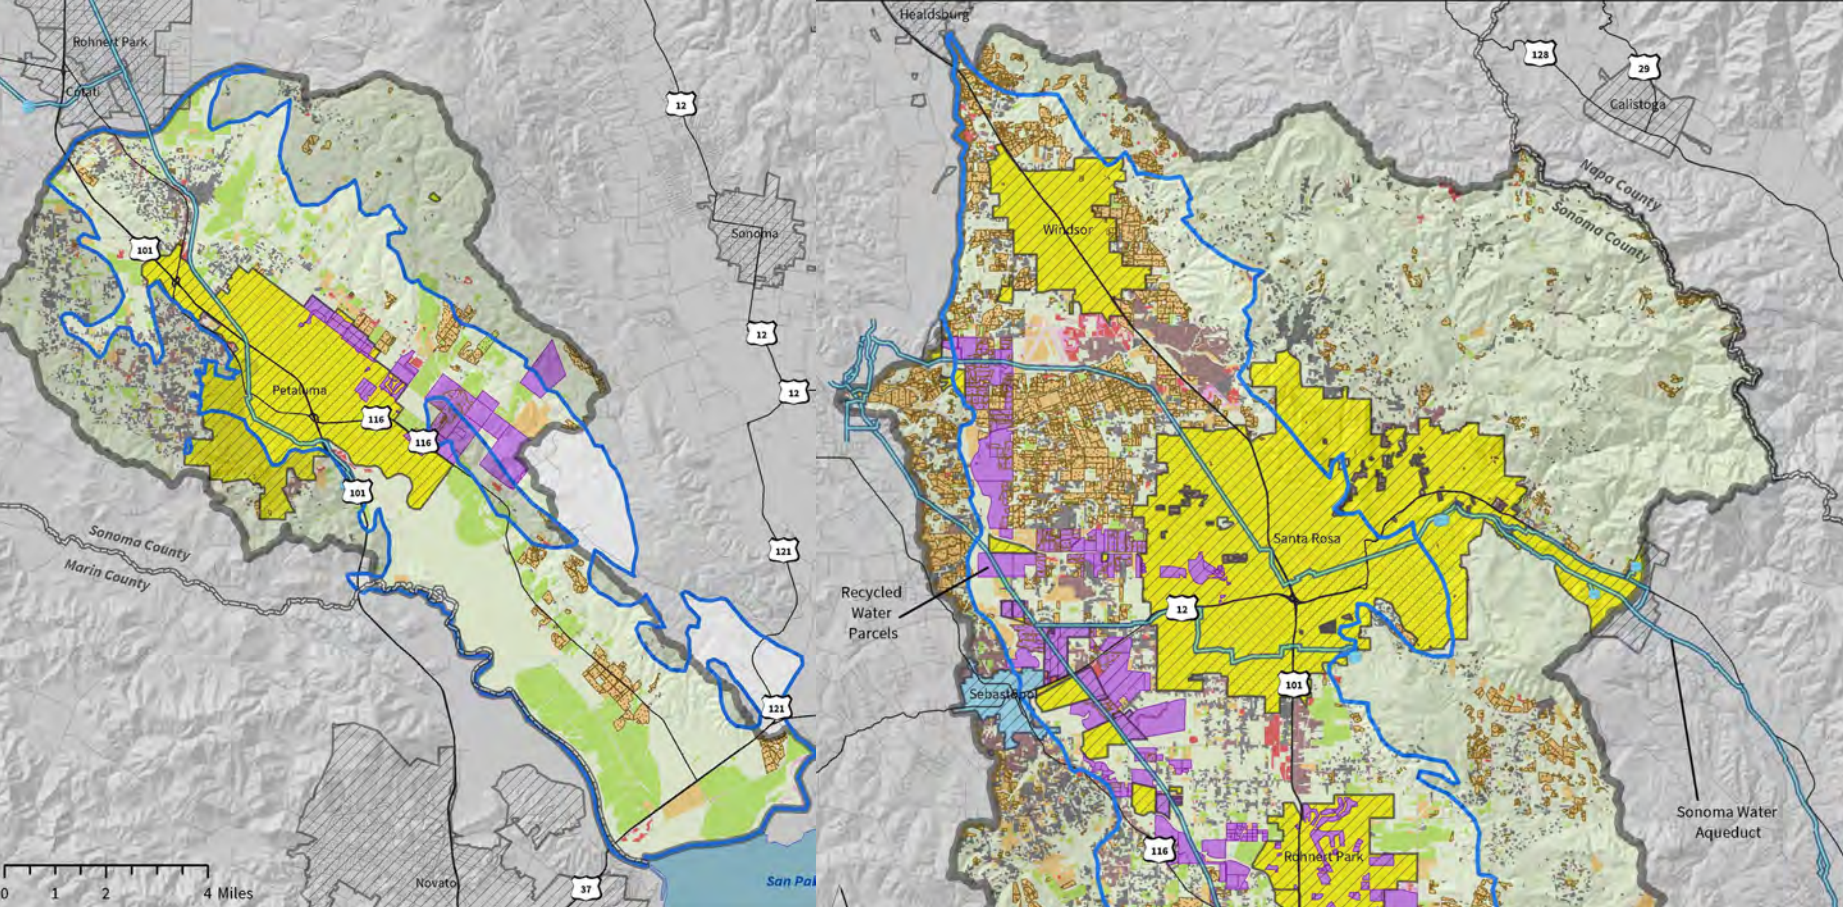 Rohnert Park
Cotati
101
12
Sonoma
12
12
Petaluma
116
116
101
121
Sonoma County
Marin County
121
Novato
37
0 1 2 4 Miles
San Pa
Healdsburg
128
29
Calistoga
Napa County
Sonoma County
Windsor
Santa Rosa
12
Recycled
Water
Parcels
101
Sebastopol
Sonoma Water
Aqueduct
116
Rohnert Park